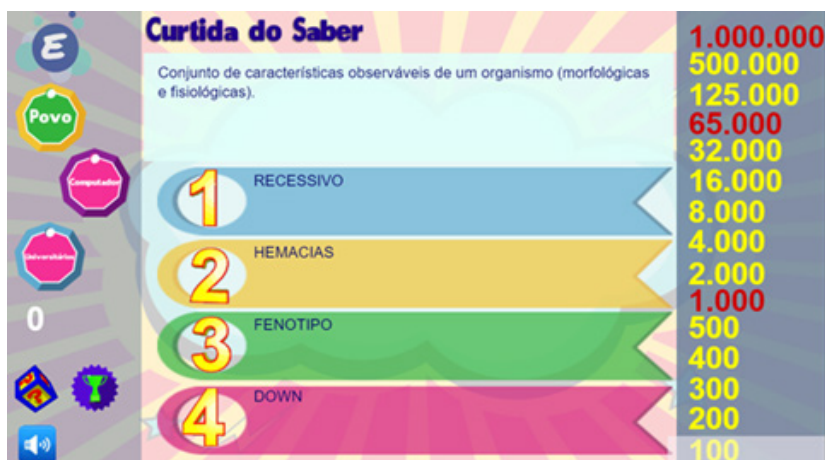 Curtida do Saber
Conjunto de características observáveis de um organismo (morfológicas
e fisiológicas).
E
Povo
Computador
Universitários
0
1
RECESSIVO
2
HEMACIAS
3
FENOTIPO
4
DOWN
1.000.000
500.000
125.000
65.000
32.000
16.000
8.000
4.000
2.000
1.000
500
400
300
200
100